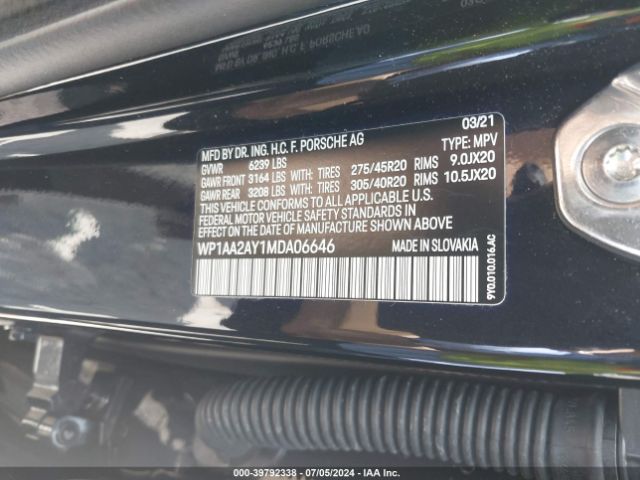 03/21
MFD BY DR. ING. H.C. F. PORSCHE AG TYPE: MPV
GVWR 6239 LBS
GAWR FRONT 3164 LBS WITH: TIRES 275/45R20 RIMS 9.0JX20
GAWR REAR 3208 LBS WITH: TIRES 305/40R20 RIMS 10.5JX20
THIS VEHICLE CONFORMS TO ALL APPLICABLE U.S.
FEDERAL MOTOR VEHICLE SAFETY STANDARDS IN
EFFECT ON THE DATE OF MANUFACTURE SHOWN ABOVE.
WP1AA2AY1MDA06646 MADE IN SLOVAKIA
9Y0.010.016.AC
000-39792338 / 07/05/2024 - IAA Inc.